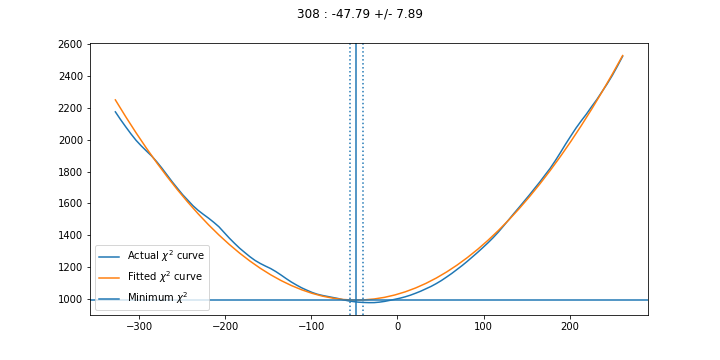 308 : -47.79 +/- 7.89
2600
2400
2200
2000
1800
1600
1400
1200
1000
Actual χ² curve
Fitted χ² curve
Minimum χ²
−300 −200 −100 0 100 200